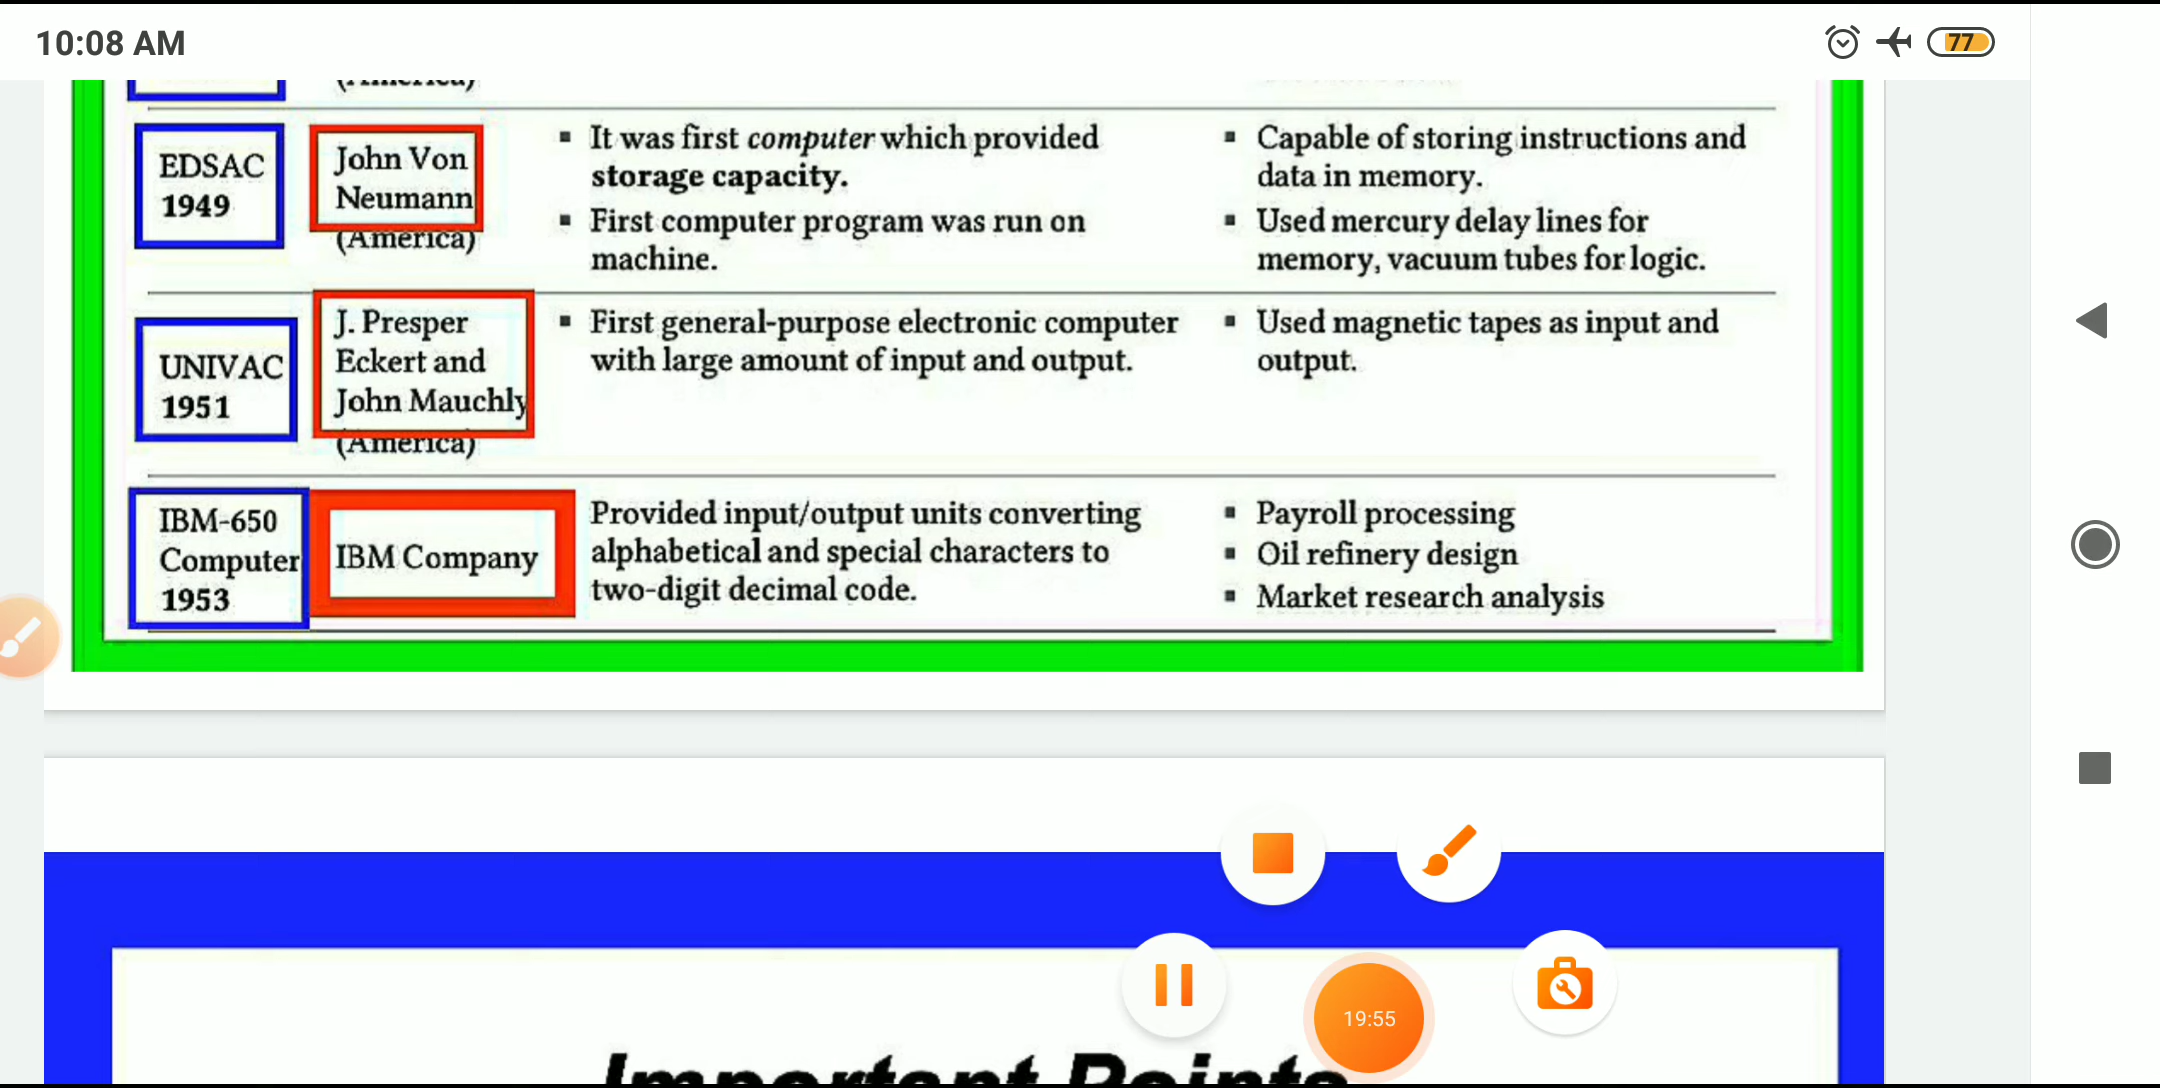 10:08 AM
77
(America)
EDSAC
1949
John Von
Neumann
(America)
▪ It was first computer which provided
storage capacity.
▪ First computer program was run on
machine.
▪ Capable of storing instructions and
data in memory.
▪ Used mercury delay lines for
memory, vacuum tubes for logic.
UNIVAC
1951
J. Presper
Eckert and
John Mauchly
(America)
▪ First general-purpose electronic computer
with large amount of input and output.
▪ Used magnetic tapes as input and
output.
IBM-650
Computer
1953
IBM Company
Provided input/output units converting
alphabetical and special characters to
two-digit decimal code.
▪ Payroll processing
▪ Oil refinery design
▪ Market research analysis
19:55
Important Points